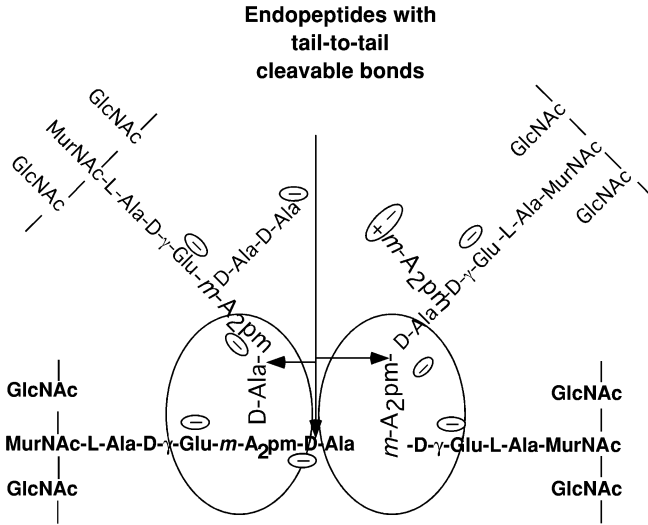 Endopeptides with
tail-to-tail
cleavable bonds
GlcNAc
MurNAc-L-Ala-D-γ-Glu-m-A2pm
GlcNAc
D-Ala-D-Ala
D-Ala-
GlcNAc
D-γ-Glu-L-Ala-MurNAc
GlcNAc
+
m-A2pm
D-Ala
m-A2pm-
GlcNAc
MurNAc-L-Ala-D-γ-Glu-m-A2pm-D-Ala
GlcNAc
GlcNAc
-D-γ-Glu-L-Ala-MurNAc
GlcNAc